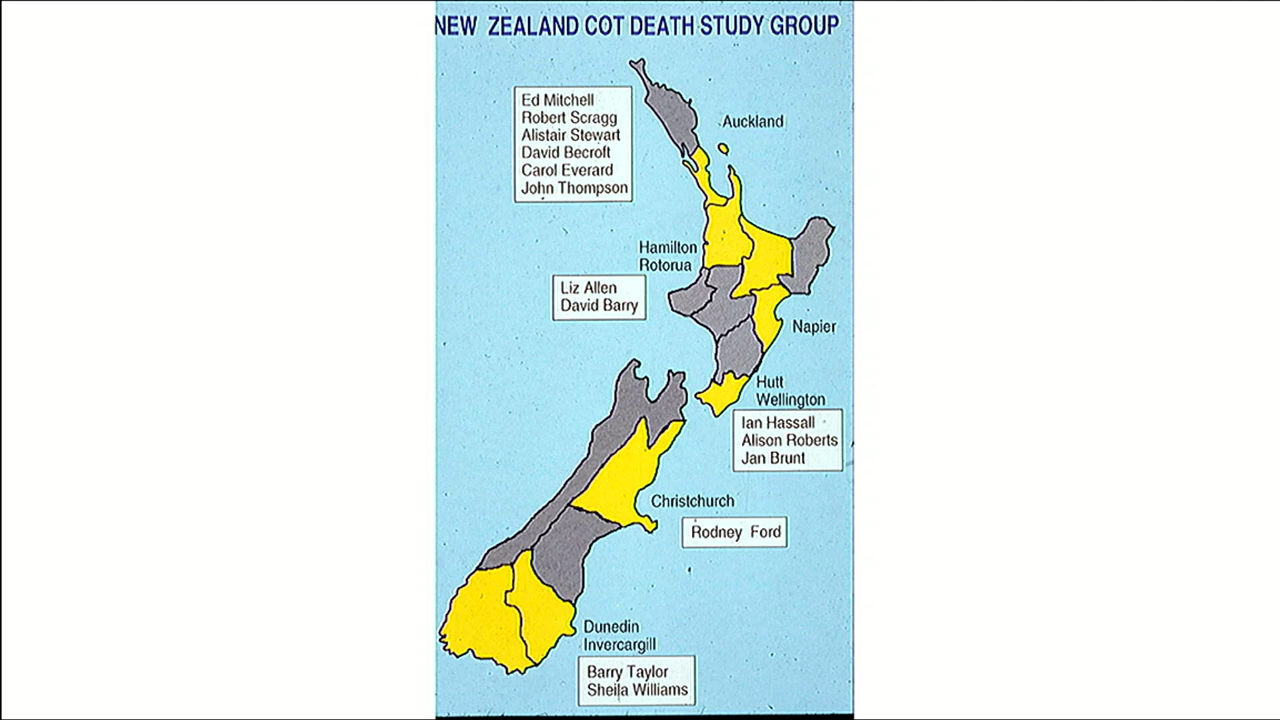 NEW ZEALAND COT DEATH STUDY GROUP
Ed Mitchell
Robert Scragg
Alistair Stewart
David Becroft
Carol Everard
John Thompson
Auckland
Hamilton
Rotorua
Liz Allen
David Barry
Napier
Hutt
Wellington
Ian Hassall
Alison Roberts
Jan Brunt
Christchurch
Rodney Ford
Dunedin
Invercargill
Barry Taylor
Sheila Williams